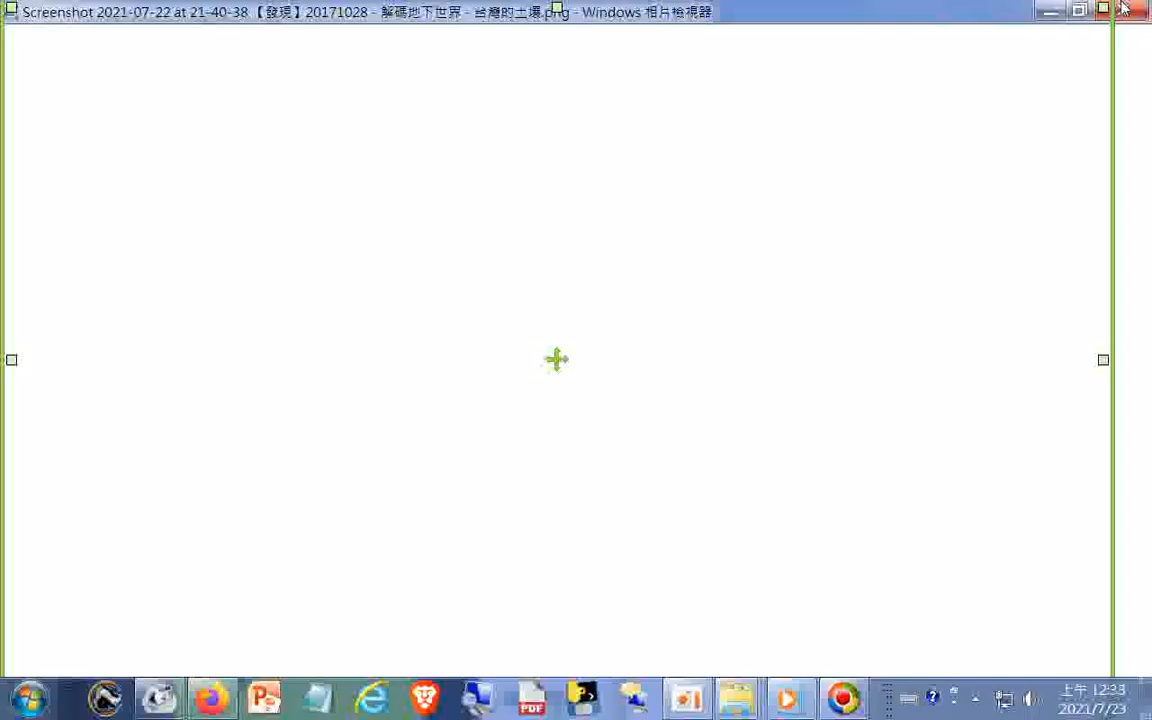 Screenshot 2021-07-22 at 21-40-38 【發現】20171028 - 解碼地下世界 - 台灣的土壤.png - Windows 相片檢視器
PDF
上午 12:33
2021/7/23